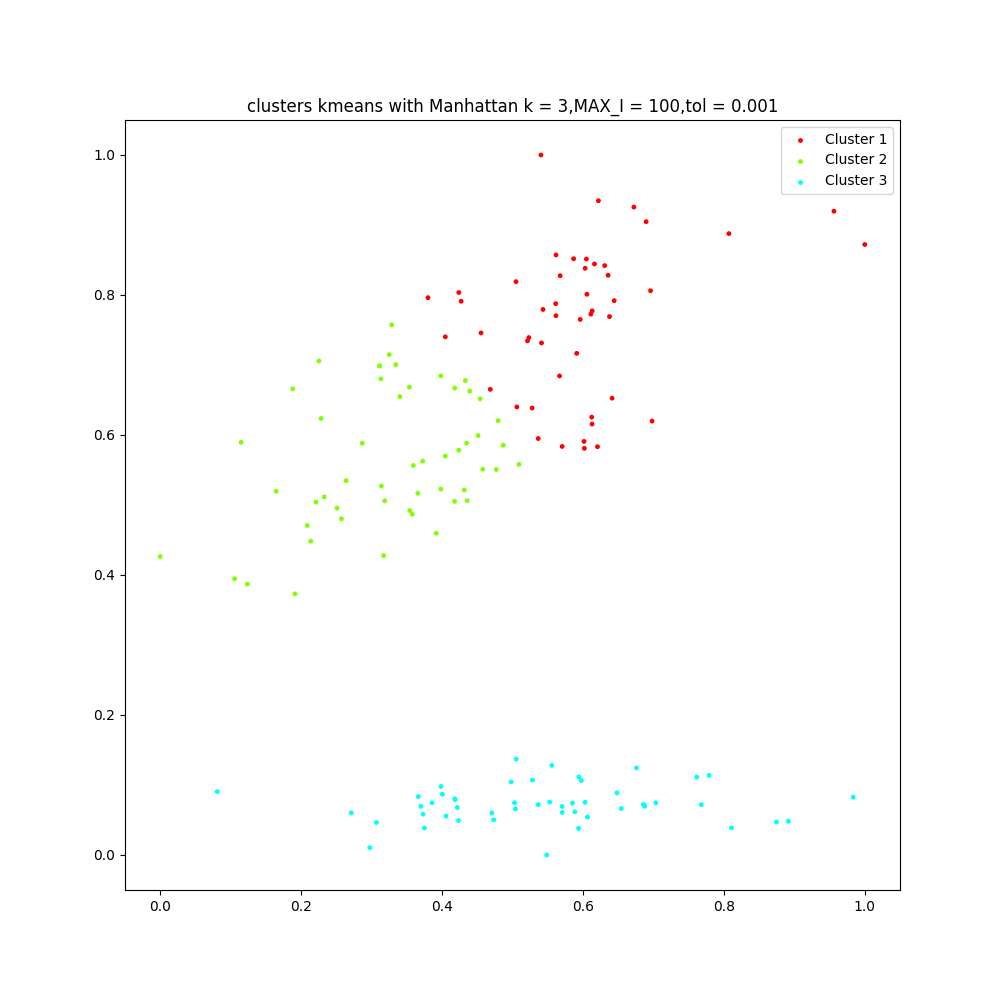 clusters kmeans with Manhattan k = 3,MAX_I = 100,tol = 0.001
Cluster 1
Cluster 2
Cluster 3
1.0
0.8
0.6
0.4
0.2
0.0
0.0 0.2 0.4 0.6 0.8 1.0